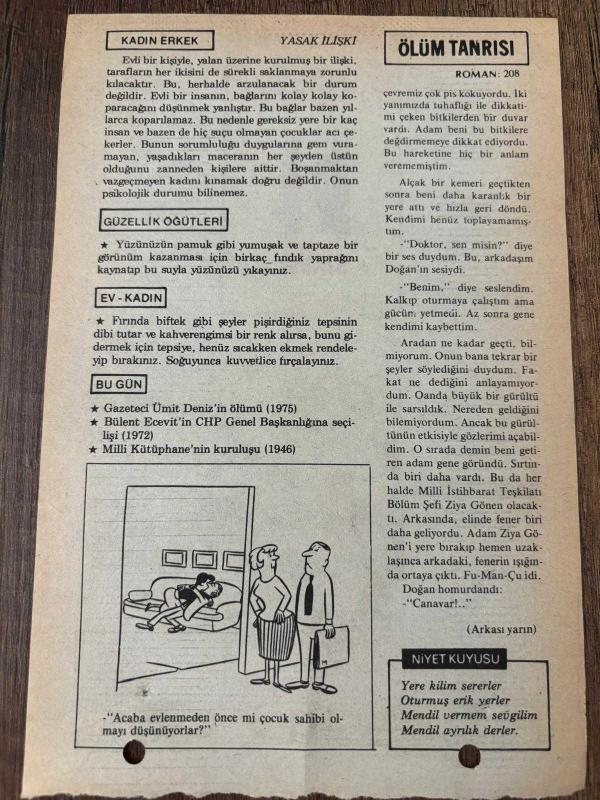 KADIN ERKEK
YASAK İLİŞKİ
Evli bir kişiyle, yalan üzerine kurulmuş bir ilişki,
tarafların her ikisini de sürekli saklanmaya zorunlu
kılacaktır. Bu, herhalde arzulanacak bir durum
değildir. Evli bir insanın, bağlarını kolay kolay ko-
paracağını düşünmek yanlıştır. Bu bağlar bazen yıl-
larca koparılamaz. Bu nedenle gereksiz yere bir kaç
insan ve bazen de hiç suçu olmayan çocuklar acı çe-
kerler. Bunun sorumluluğu duygularına gem vura-
mayan, yaşadıkları maceranın her şeyden üstün
olduğunu zanneden kişilere aittir. Boşanmaktan
vazgeçmeyen kadını kınamak doğru değildir. Onun
psikolojik durumu bilinemez.
GÜZELLİK ÖĞÜTLERİ
★ Yüzünüzün pamuk gibi yumuşak ve taptaze bir
görünüm kazanması için birkaç fındık yaprağını
kaynatıp bu suyla yüzünüzü yıkayınız.
EV - KADIN
★ Fırında biftek gibi şeyler pişirdiğiniz tepsinin
dibi tutar ve kahverengimsi bir renk alırsa, bunu gi-
dermek için tepsiye, henüz sıcakken ekmek rendele-
yip bırakınız. Soğuyunca kuvvetlice fırçalayınız.
BU GÜN
★ Gazeteci Ümit Deniz'in ölümü (1975)
★ Bülent Ecevit'in CHP Genel Başkanlığına seçi-
lişi (1972)
★ Milli Kütüphane'nin kuruluşu (1946)
M
-"Acaba evlenmeden önce mi çocuk sahibi ol-
mayı düşünüyorlar?"
ÖLÜM TANRISI
ROMAN: 208
çevremiz çok pis kokuyordu. İki
yanımızda tuhaflığı ile dikkati-
mi çeken bitkilerden bir duvar
vardı. Adam beni bu bitkilere
değdirmemeye dikkat ediyordu.
Bu hareketine hiç bir anlam
verememiştim.
Alçak bir kemeri geçtikten
sonra beni daha karanlık bir
yere attı ve hızla geri döndü.
Kendimi henüz toplayamamış-
tım.
-"Doktor, sen misin?" diye
bir ses duydum. Bu, arkadaşım
Doğan'ın sesiydi.
-"Benim," diye seslendim.
Kalkıp oturmaya çalıştım ama
gücüm yetmedi. Az sonra gene
kendimi kaybettim.
Aradan ne kadar geçti, bil-
miyorum. Onun bana tekrar bir
şeyler söylediğini duydum. Fa-
kat ne dediğini anlayamıyor-
dum. Oanda büyük bir gürültü
ile sarsıldık. Nereden geldiğini
bilemiyordum. Ancak bu gürül-
tünün etkisiyle gözlerimi açabil-
dim. O sırada demin beni getiren
ren adam gene göründü. Sırtın-
da biri daha vardı. Bu da her
halde Milli İstihbarat Teşkilatı
Bölüm Şefi Ziya Gönen olacak-
tı. Arkasında, elinde fener biri
daha geliyordu. Adam Ziya Gö-
nen'i yere bırakıp hemen uzak-
laşınca arkadaki, fenerin ışığın-
da ortaya çıktı. Fu-Man-Çu idi.
Doğan homurdandı:
-"Canavar!.."
(Arkası yarın)
NİYET KUYUSU
Yere kilim sererler
Oturmuş erik yerler
Mendil vermem sevgilim
Mendil ayrılık derler.